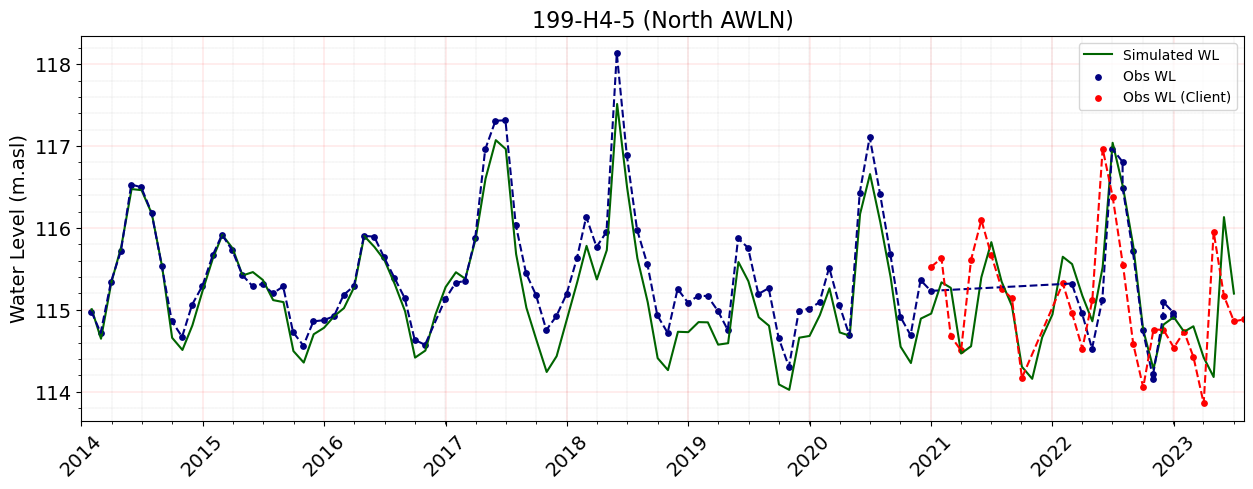 199-H4-5 (North AWLN)
Simulated WL
Obs WL
Obs WL (Client)
Water Level (m.asl)
118
117
116
115
114
2014 2015 2016 2017 2018 2019 2020 2021 2022 2023